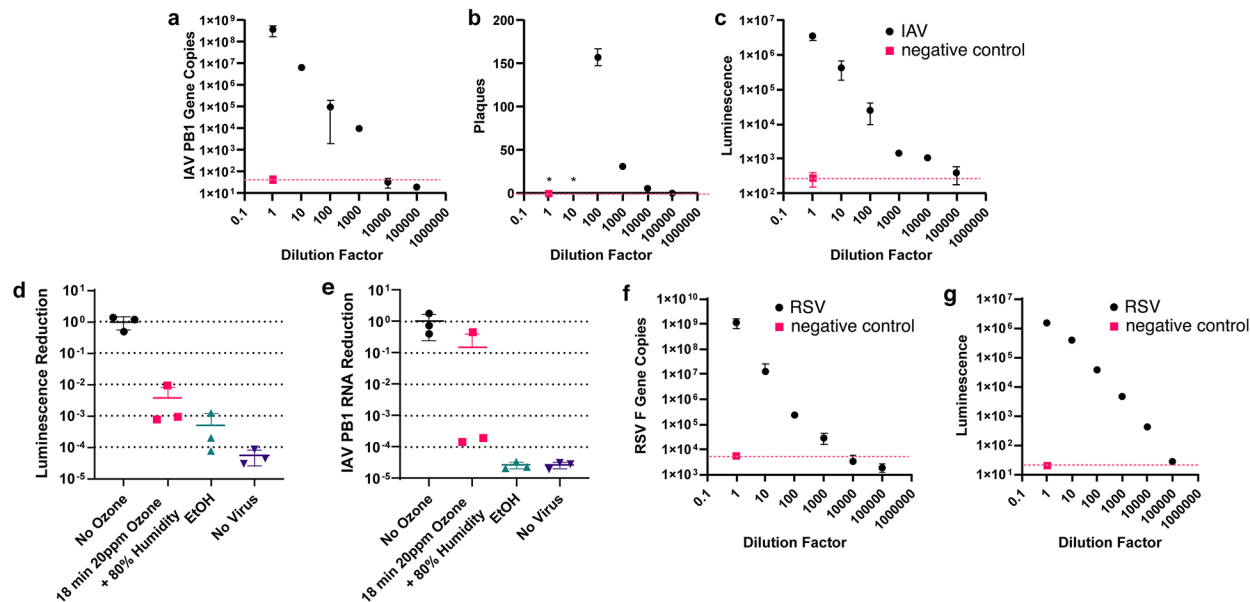 a
IAV PB1 Gene Copies
1×10⁹
1×10⁸
1×10⁷
1×10⁶
1×10⁵
1×10⁴
1×10³
1×10²
1×10¹
0.1
1
10
100
1000
10000
100000
1000000
Dilution Factor
b
Plaques
200
150
100
50
0
*
*
0.1
1
10
100
1000
10000
100000
1000000
Dilution Factor
c
Luminescence
1×10⁷
1×10⁶
1×10⁵
1×10⁴
1×10³
1×10²
IAV
negative control
0.1
1
10
100
1000
10000
100000
1000000
Dilution Factor
d
Luminescence Reduction
10¹
10⁰
10⁻¹
10⁻²
10⁻³
10⁻⁴
10⁻⁵
No Ozone
18 min 20ppm Ozone
+ 80% Humidity
EtOH
No Virus
e
IAV PB1 RNA Reduction
10¹
10⁰
10⁻¹
10⁻²
10⁻³
10⁻⁴
10⁻⁵
No Ozone
18 min 20ppm Ozone
+ 80% Humidity
EtOH
No Virus
f
RSV F Gene Copies
1×10¹⁰
1×10⁹
1×10⁸
1×10⁷
1×10⁶
1×10⁵
1×10⁴
1×10³
RSV
negative control
0.1
1
10
100
1000
10000
100000
1000000
Dilution Factor
g
Luminescence
1×10⁷
1×10⁶
1×10⁵
1×10⁴
1×10³
1×10²
1×10¹
RSV
negative control
0.1
1
10
100
1000
10000
100000
1000000
Dilution Factor